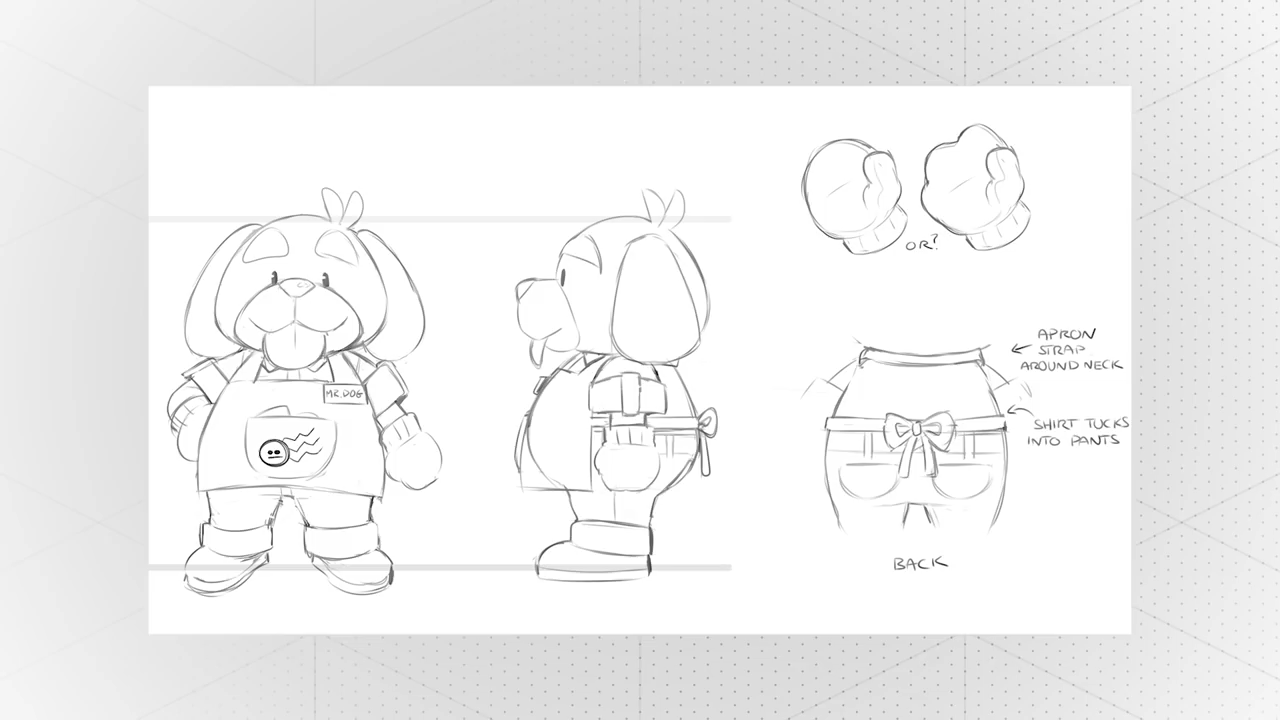 MR. DOG
OR?
APRON
STRAP
AROUND NECK
SHIRT TUCKS
INTO PANTS
BACK